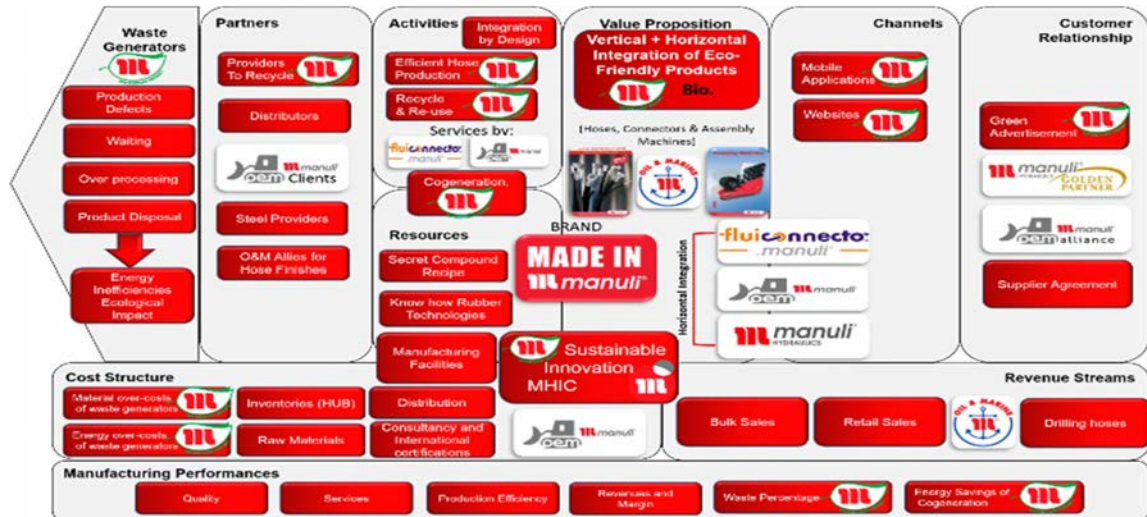 Waste
Generators
Production
Defects
Waiting
Over processing
Product Disposal
Energy
Inefficiencies
Ecological
Impact
Partners
Providers
To Recycle
Distributors
manuli
oem Clients
Steel Providers
O&M Allies for
Hose Finishes
Activities
Integration
by Design
Efficient Hose
Production
Recycle
& Re-use
Services by:
fluiconnecto
manuli
oem manuli
Cogeneration.
Resources
Secret Compound
Recipe
Know how Rubber
Technologies
Manufacturing
Facilities
Value Proposition
Vertical + Horizontal
Integration of Eco-
Friendly Products
Bio.
[Hoses, Connectors & Assembly
Machines]
OIL & MARINE
BRAND
MADE IN
manuli
Horizontal Integration
fluiconnecto
manuli
oem manuli
manuli
HYDRAULICS
Sustainable
Innovation
MHIC
Channels
Mobile
Applications
Websites
Customer
Relationship
Green
Advertisement
manuli
GOLDEN
PARTNER
manuli
oem alliance
Supplier Agreement
Cost Structure
Material over-costs
of waste generators
Inventories (HUB)
Distribution
Energy over-costs
of waste generators
Raw Materials
Consultancy and
International
certifications
oem manuli
Revenue Streams
Bulk Sales
Retail Sales
OIL & MARINE
Drilling hoses
Manufacturing Performances
Quality
Services
Production Efficiency
Revenues and
Margin
Waste Percentage
Energy Savings of
Cogeneration